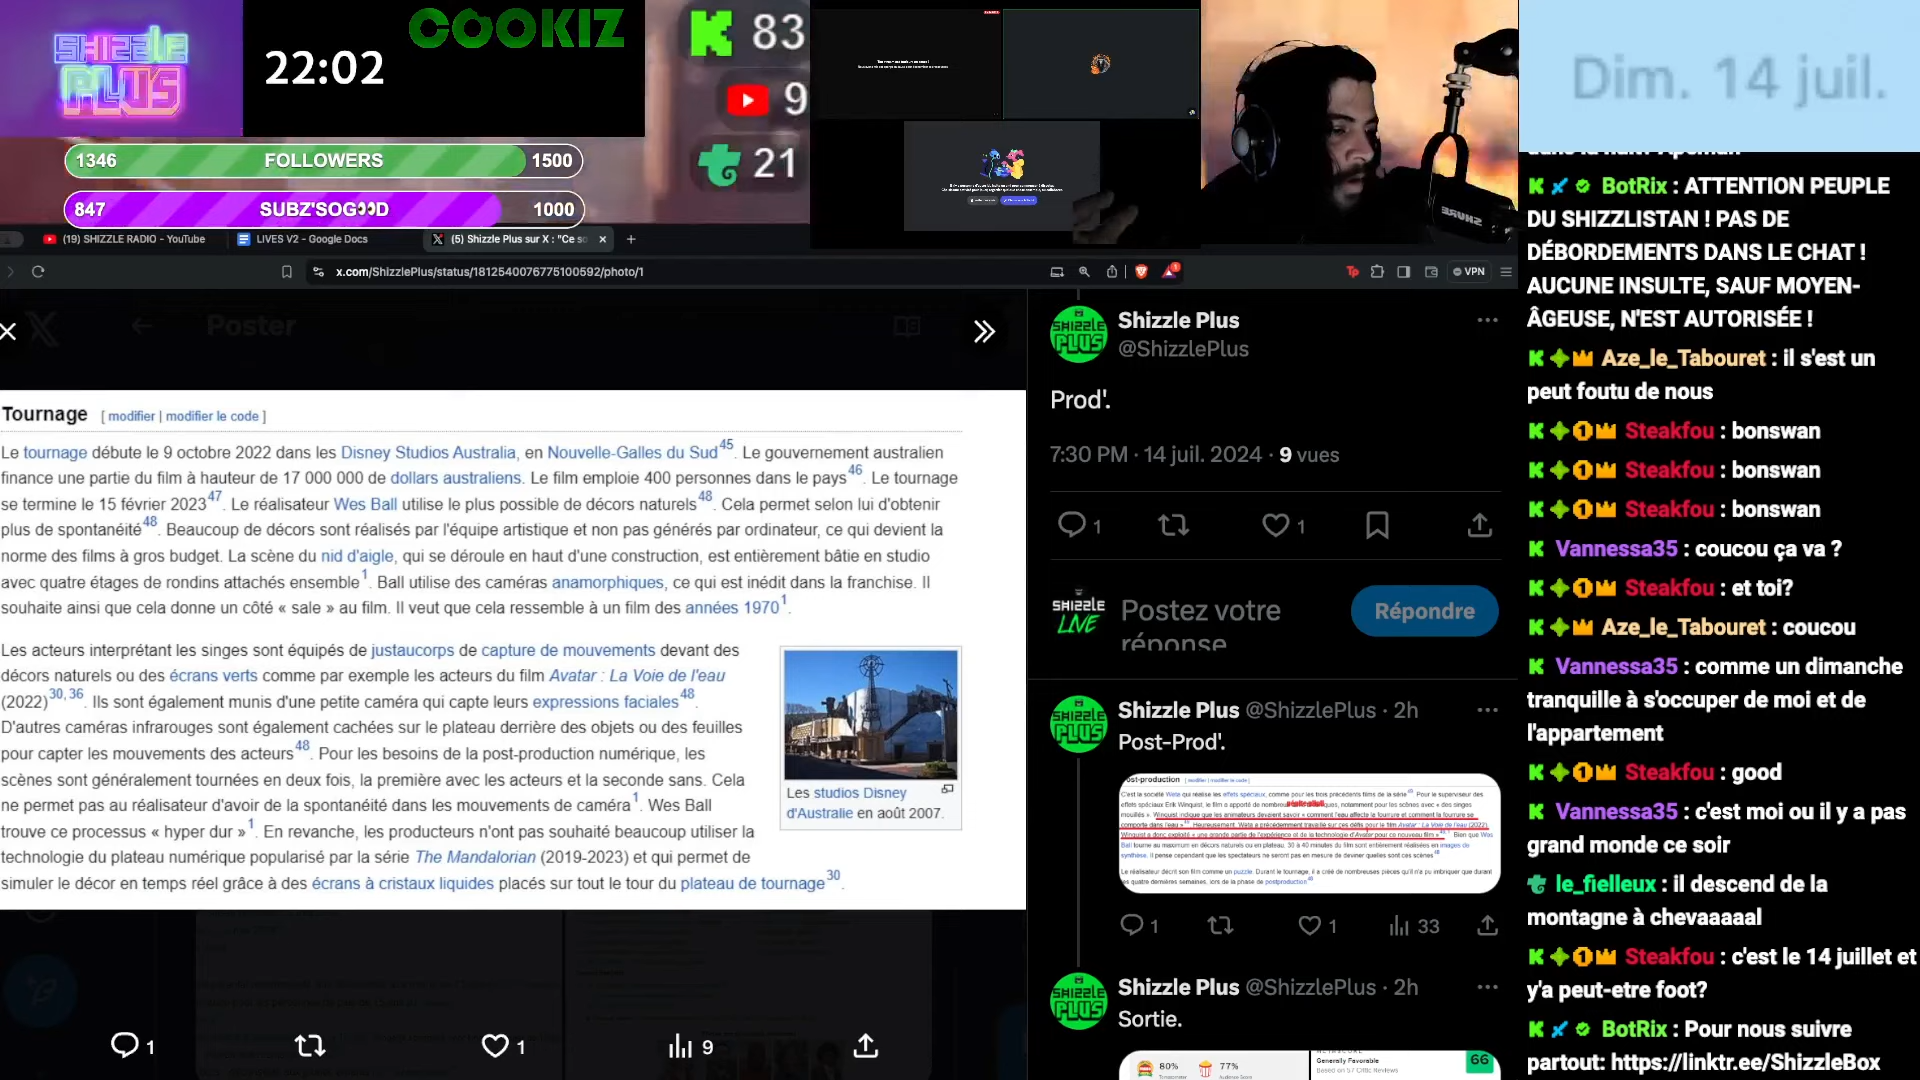 SHIZZLE
PLUS
22:02
COOKIZ
83
9
21
1346 FOLLOWERS 1500
847 SUBZ'SOG👀D 1000
SHURE
Dim. 14 juil.
(19) SHIZZLE RADIO - YouTube
LIVES V2 - Google Docs
(5) Shizzle Plus sur X : "Ce so
x.com/ShizzlePlus/status/1812540076775100592/photo/1
VPN
Poster
Tournage [ modifier | modifier le code ]
Le tournage débute le 9 octobre 2022 dans les Disney Studios Australia, en Nouvelle-Galles du Sud45. Le gouvernement australien
finance une partie du film à hauteur de 17 000 000 de dollars australiens. Le film emploie 400 personnes dans le pays46. Le tournage
se termine le 15 février 202347. Le réalisateur Wes Ball utilise le plus possible de décors naturels48. Cela permet selon lui d'obtenir
plus de spontanéité48. Beaucoup de décors sont réalisés par l'équipe artistique et non pas générés par ordinateur, ce qui devient la
norme des films à gros budget. La scène du nid d'aigle, qui se déroule en haut d'une construction, est entièrement bâtie en studio
avec quatre étages de rondins attachés ensemble1. Ball utilise des caméras anamorphiques, ce qui est inédit dans la franchise. Il
souhaite ainsi que cela donne un côté « sale » au film. Il veut que cela ressemble à un film des années 19701.
Les acteurs interprétant les singes sont équipés de justaucorps de capture de mouvements devant des
décors naturels ou des écrans verts comme par exemple les acteurs du film Avatar : La Voie de l'eau
(2022)30, 36. Ils sont également munis d'une petite caméra qui capte leurs expressions faciales48.
D'autres caméras infrarouges sont également cachées sur le plateau derrière des objets ou des feuilles
pour capter les mouvements des acteurs48. Pour les besoins de la post-production numérique, les
scènes sont généralement tournées en deux fois, la première avec les acteurs et la seconde sans. Cela
ne permet pas au réalisateur d'avoir de la spontanéité dans les mouvements de caméra1. Wes Ball
trouve ce processus « hyper dur »1. En revanche, les producteurs n'ont pas souhaité beaucoup utiliser la
technologie du plateau numérique popularisé par la série The Mandalorian (2019-2023) et qui permet de
simuler le décor en temps réel grâce à des écrans à cristaux liquides placés sur tout le tour du plateau de tournage30.
Les studios Disney
d'Australie en août 2007.
1
1
9
Shizzle Plus
@ShizzlePlus
Prod'.
7:30 PM · 14 juil. 2024 · 9 vues
1
1
SHIZZLE
LIVE
Postez votre
réponse
Répondre
Shizzle Plus @ShizzlePlus · 2h
Post-Prod'.
ost-production [ modifier | modifier le code ]
1
1
33
Shizzle Plus @ShizzlePlus · 2h
Sortie.
80%
77%
Generally Favorable
Based on 57 Critic Reviews
66
BotRix : ATTENTION PEUPLE
DU SHIZZLISTAN ! PAS DE
DÉBORDEMENTS DANS LE CHAT !
AUCUNE INSULTE, SAUF MOYEN-
ÂGEUSE, N'EST AUTORISÉE !
Aze_le_Tabouret : il s'est un
peut foutu de nous
Steakfou : bonswan
Steakfou : bonswan
Steakfou : bonswan
Vannessa35 : coucou ça va ?
Steakfou : et toi?
Aze_le_Tabouret : coucou
Vannessa35 : comme un dimanche
tranquille à s'occuper de moi et de
l'appartement
Steakfou : good
Vannessa35 : c'est moi ou il y a pas
grand monde ce soir
le_fielleux : il descend de la
montagne à chevaaaaal
Steakfou : c'est le 14 juillet et
y'a peut-etre foot?
BotRix : Pour nous suivre
partout: https://linktr.ee/ShizzleBox